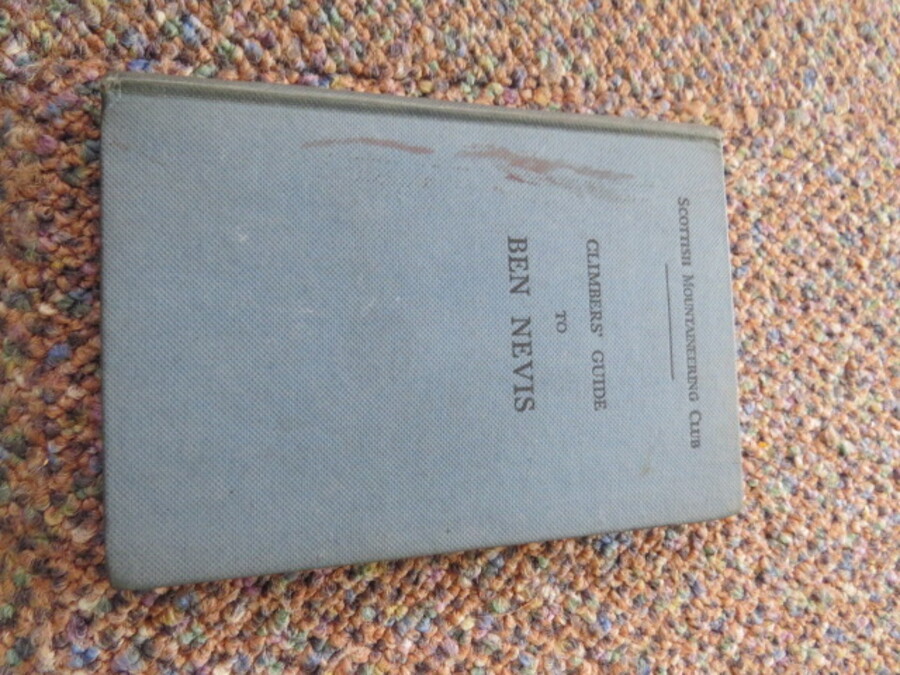 SCOTTISH MOUNTAINEERING CLUB
CLIMBERS' GUIDE
TO
BEN NEVIS